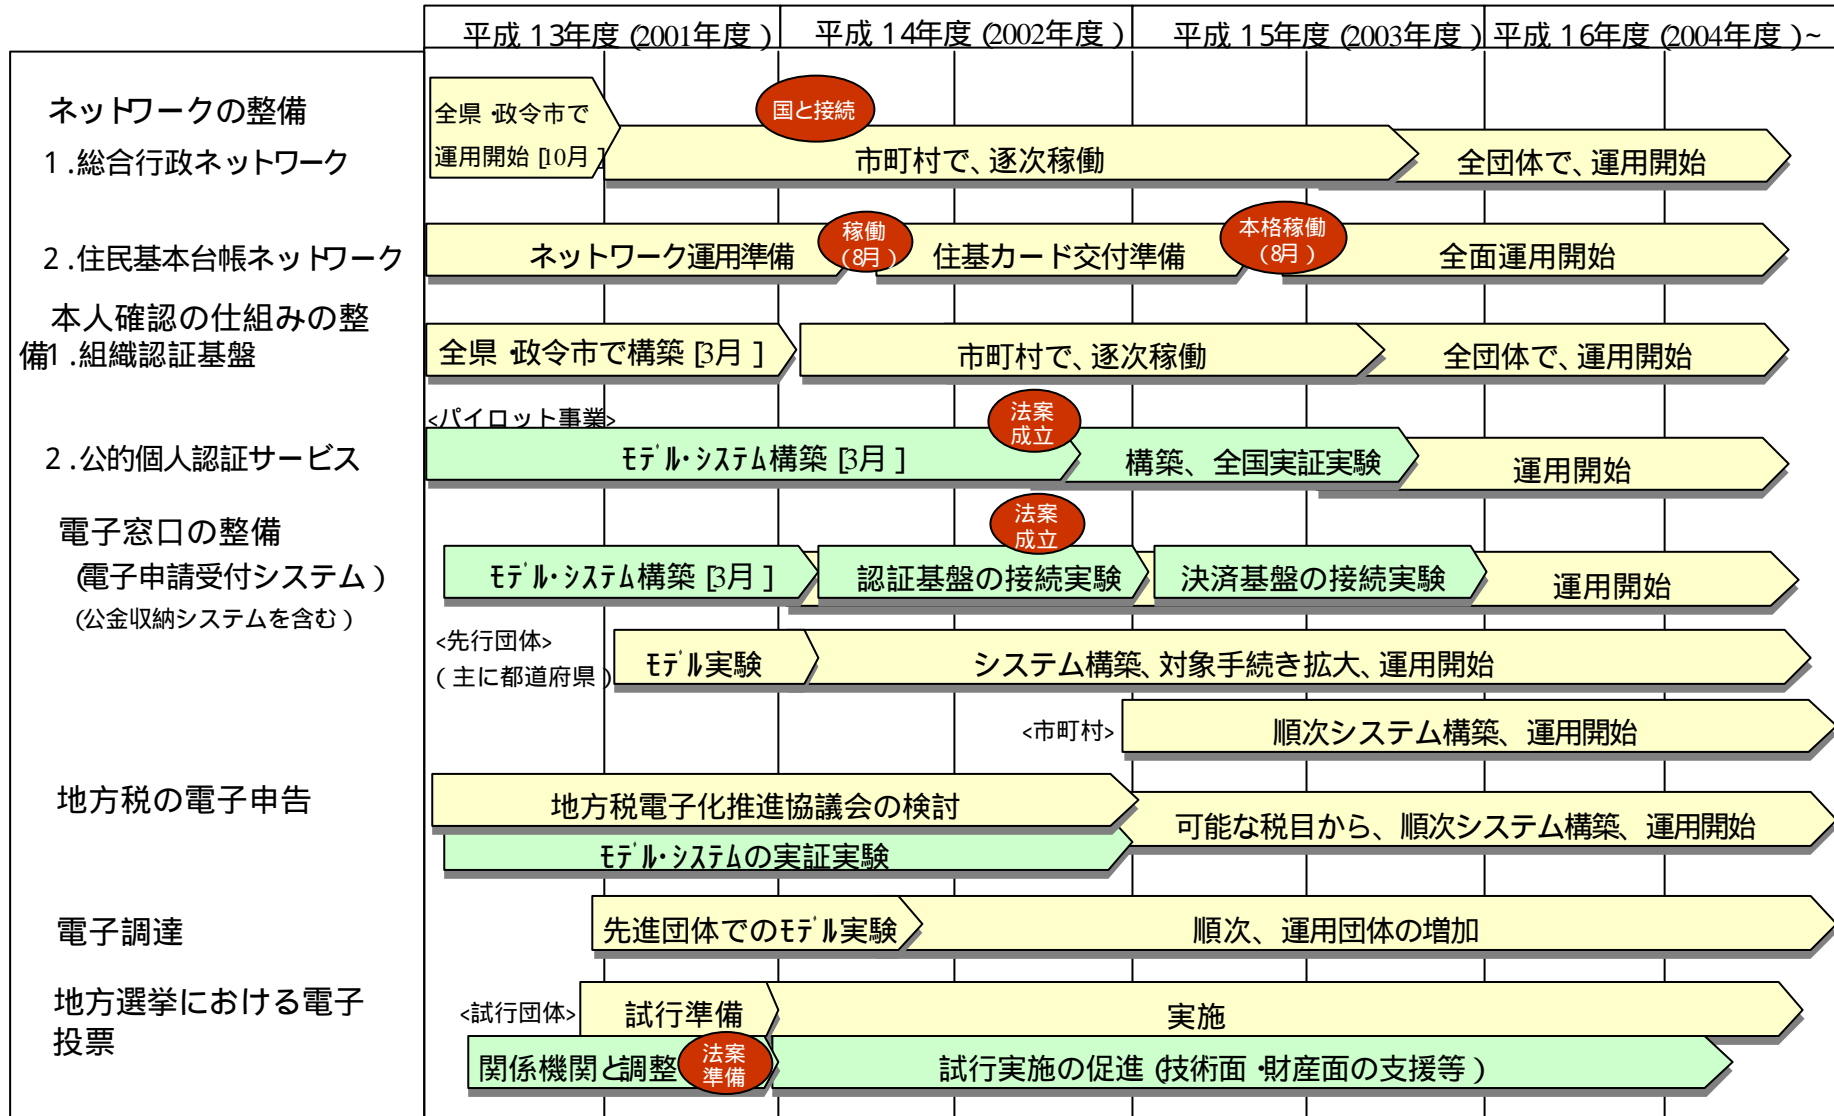 平成13年度(2001年度) 平成14年度(2002年度) 平成15年度(2003年度) 平成16年度(2004年度)~
ネットワークの整備
1.総合行政ネットワーク
全県・政令市で
運用開始[10月]
国と接続
市町村で、逐次稼働
全団体で、運用開始
2.住民基本台帳ネットワーク
ネットワーク運用準備
稼働
(8月)
住基カード交付準備
本格稼働
(8月)
全面運用開始
本人確認の仕組みの整
備1.組織認証基盤
全県・政令市で構築[3月]
市町村で、逐次稼働
全団体で、運用開始
<パイロット事業>
2.公的個人認証サービス
モデル・システム構築[3月]
法案
成立
構築、全国実証実験
運用開始
電子窓口の整備
(電子申請受付システム)
(公金収納システムを含む)
モデル・システム構築[3月]
法案
成立
認証基盤の接続実験
決済基盤の接続実験
運用開始
<先行団体>
(主に都道府県)
モデル実験
システム構築、対象手続き拡大、運用開始
<市町村>
順次システム構築、運用開始
地方税の電子申告
地方税電子化推進協議会の検討
モデル・システムの実証実験
可能な税目から、順次システム構築、運用開始
電子調達
先進団体でのモデル実験
順次、運用団体の増加
地方選挙における電子
投票
<試行団体>
試行準備
実施
関係機関と調整
法案
準備
試行実施の促進(技術面・財産面の支援等)